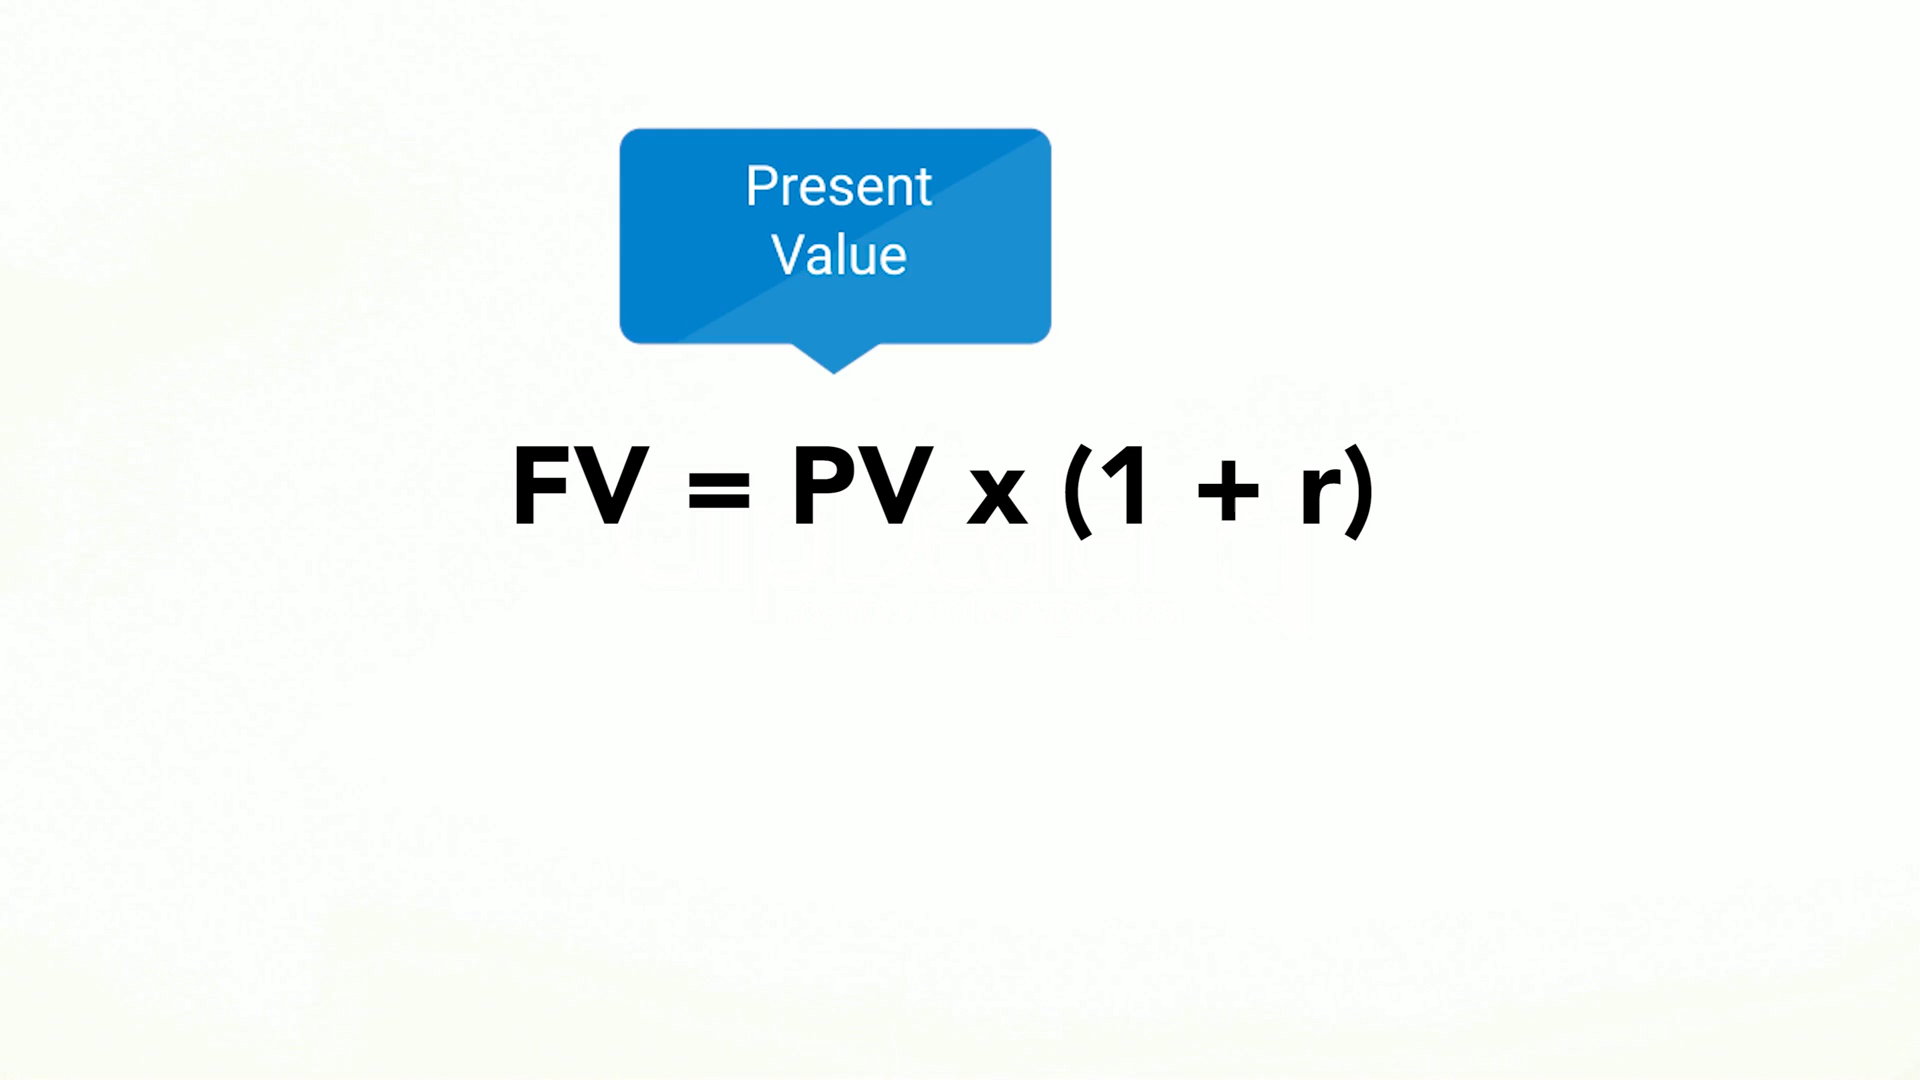 Present
Value
FV = PV x (1 + r)